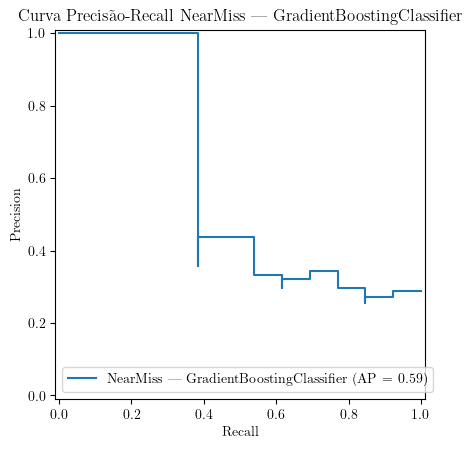 Curva Precisão-Recall NearMiss — GradientBoostingClassifier
1.0
0.8
0.6
0.4
0.2
0.0
Precision
NearMiss — GradientBoostingClassifier (AP = 0.59)
0.0 0.2 0.4 0.6 0.8 1.0
Recall